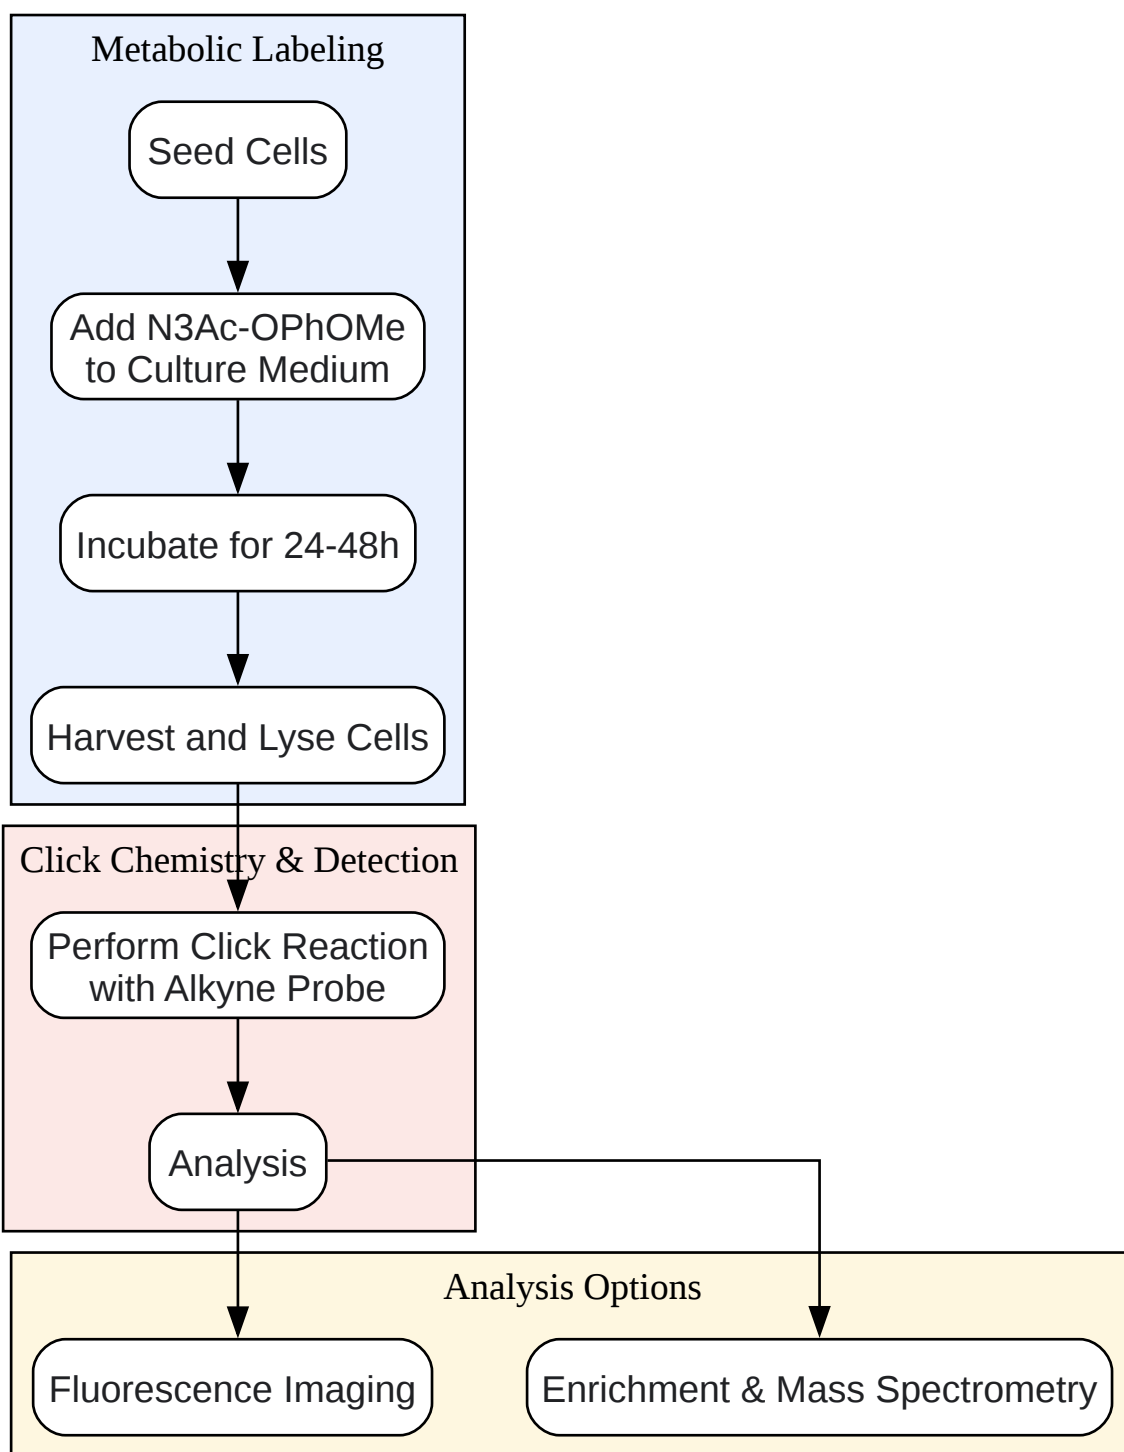 Metabolic Labeling
Seed Cells
Add N3Ac-OPhOMe
to Culture Medium
Incubate for 24-48h
Harvest and Lyse Cells
Click Chemistry & Detection
Perform Click Reaction
with Alkyne Probe
Analysis
Analysis Options
Fluorescence Imaging
Enrichment & Mass Spectrometry